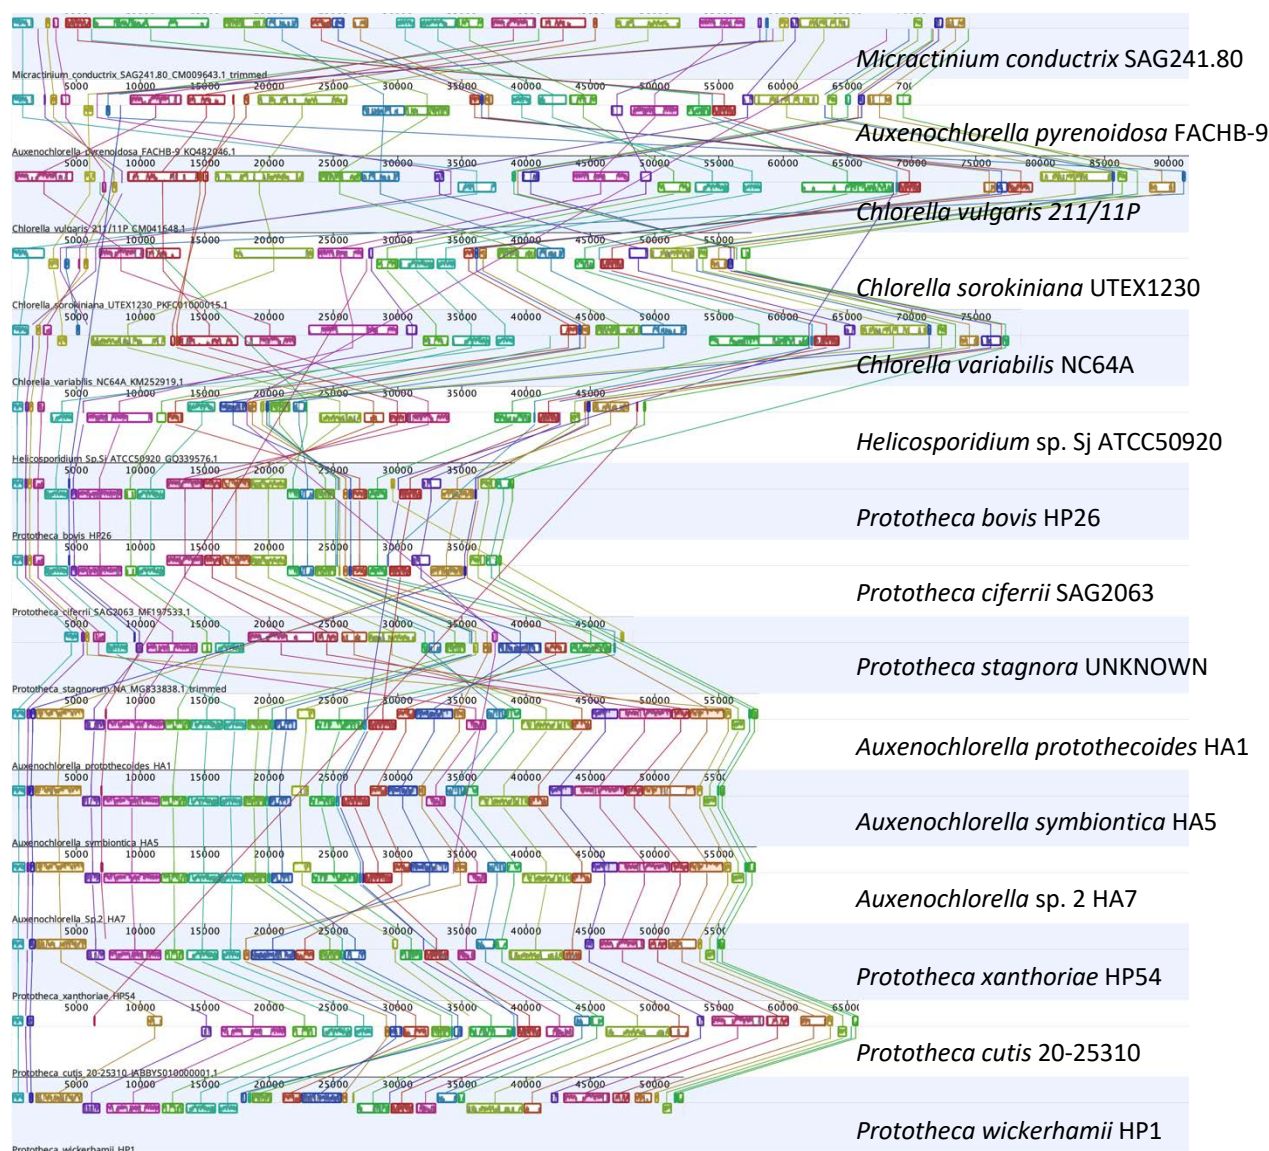 Micractinium conductrix SAG241.80
Micractinium_conductrix_SAG241.80_CM009643.1_trimmed
5000 10000 15000 20000 25000 30000 35000 40000 45000 50000 55000 60000 65000 70
Auxenochlorella pyrenoidosa FACHB-9
Auxenochlorella_pyrenoidosa_FACHB-9_KQ482046.1
5000 10000 15000 20000 25000 30000 35000 40000 45000 50000 55000 60000 65000 70000 75000 80000 85000 90000
Chlorella vulgaris 211/11P
Chlorella_vulgaris_211/11P_CM041648.1
5000 10000 15000 20000 25000 30000 35000 40000 45000 50000 55000
Chlorella sorokiniana UTEX1230
Chlorella_sorokiniana_UTEX1230_PKFC01000015.1
5000 10000 15000 20000 25000 30000 35000 40000 45000 50000 55000 60000 65000 70000 75000
Chlorella variabilis NC64A
Chlorella_variabilis_NC64A_KM252919.1
5000 10000 15000 20000 25000 30000 35000 40000 45000
Helicosporidium sp. Sj ATCC50920
Helicosporidium_Sp.Sj_ATCC50920_GQ339576.1
5000 10000 15000 20000 25000 30000 35000
Prototheca bovis HP26
Prototheca_bovis_HP26
5000 10000 15000 20000 25000 30000 35000
Prototheca ciferrii SAG2063
Prototheca_ciferrii_SAG2063_MF197533.1
5000 10000 15000 20000 25000 30000 35000 40000 45000
Prototheca stagnora UNKNOWN
Prototheca_stagnorum_NA_MG833838.1_trimmed
5000 10000 15000 20000 25000 30000 35000 40000 45000 50000 55000
Auxenochlorella protothecoides HA1
Auxenochlorella_protothecoides_HA1
5000 10000 15000 20000 25000 30000 35000 40000 45000 50000 5500
Auxenochlorella symbiontica HA5
Auxenochlorella_symbiontica_HA5
5000 10000 15000 20000 25000 30000 35000 40000 45000 50000 55000
Auxenochlorella sp. 2 HA7
Auxenochlorella_Sp.2_HA7
5000 10000 15000 20000 25000 30000 35000 40000 45000 50000 5500
Prototheca xanthoriae HP54
Prototheca_xanthoriae_HP54
5000 10000 15000 20000 25000 30000 35000 40000 45000 50000 55000 60000 65000
Prototheca cutis 20-25310
Prototheca_cutis_20-25310_JABBYS010000001.1
5000 10000 15000 20000 25000 30000 35000 40000 45000 50000
Prototheca wickerhamii HP1
Prototheca_wickerhamii_HP1